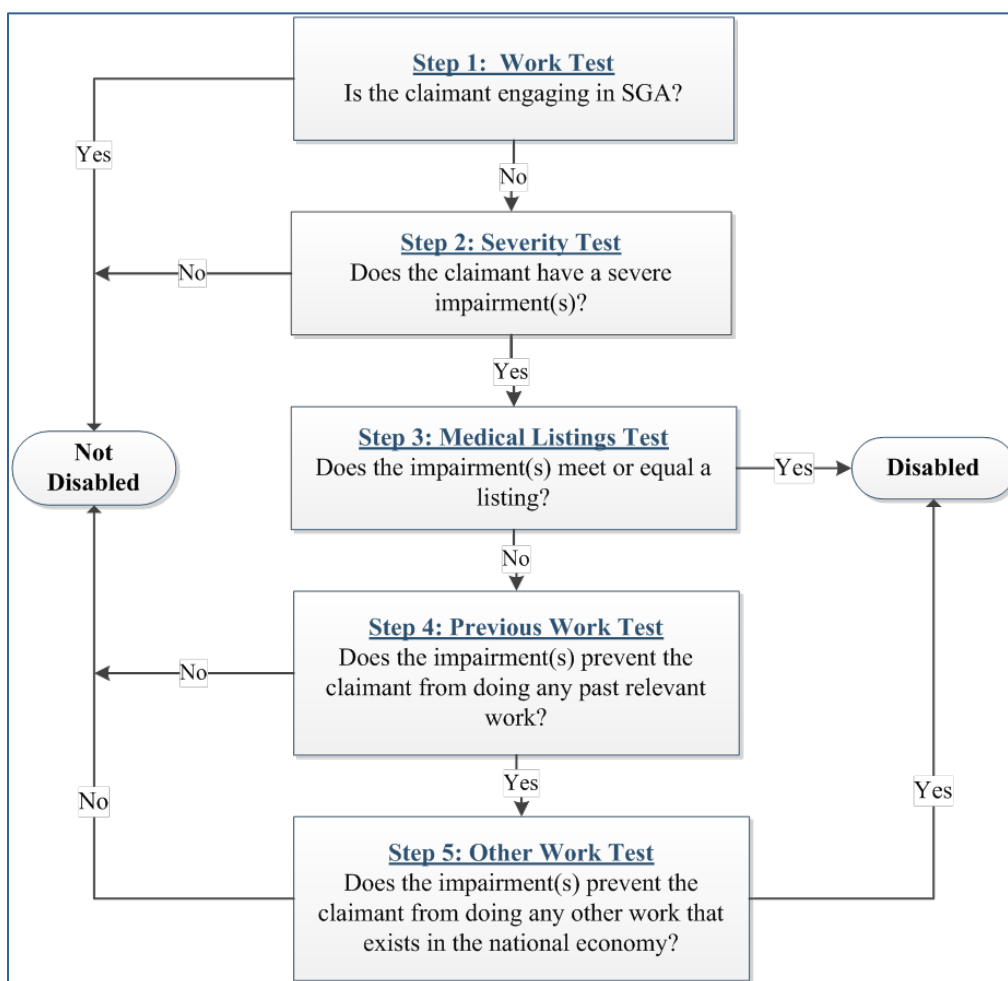 Step 1:  Work Test
Is the claimant engaging in SGA?
Yes
No
Step 2: Severity Test
Does the claimant have a severe
impairment(s)?
No
Yes
Step 3: Medical Listings Test
Does the impairment(s) meet or equal a
listing?
Yes
Not
Disabled
Disabled
No
Step 4: Previous Work Test
Does the impairment(s) prevent the
claimant from doing any past relevant
work?
No
Yes
No
Yes
Step 5: Other Work Test
Does the impairment(s) prevent the
claimant from doing any other work that
exists in the national economy?